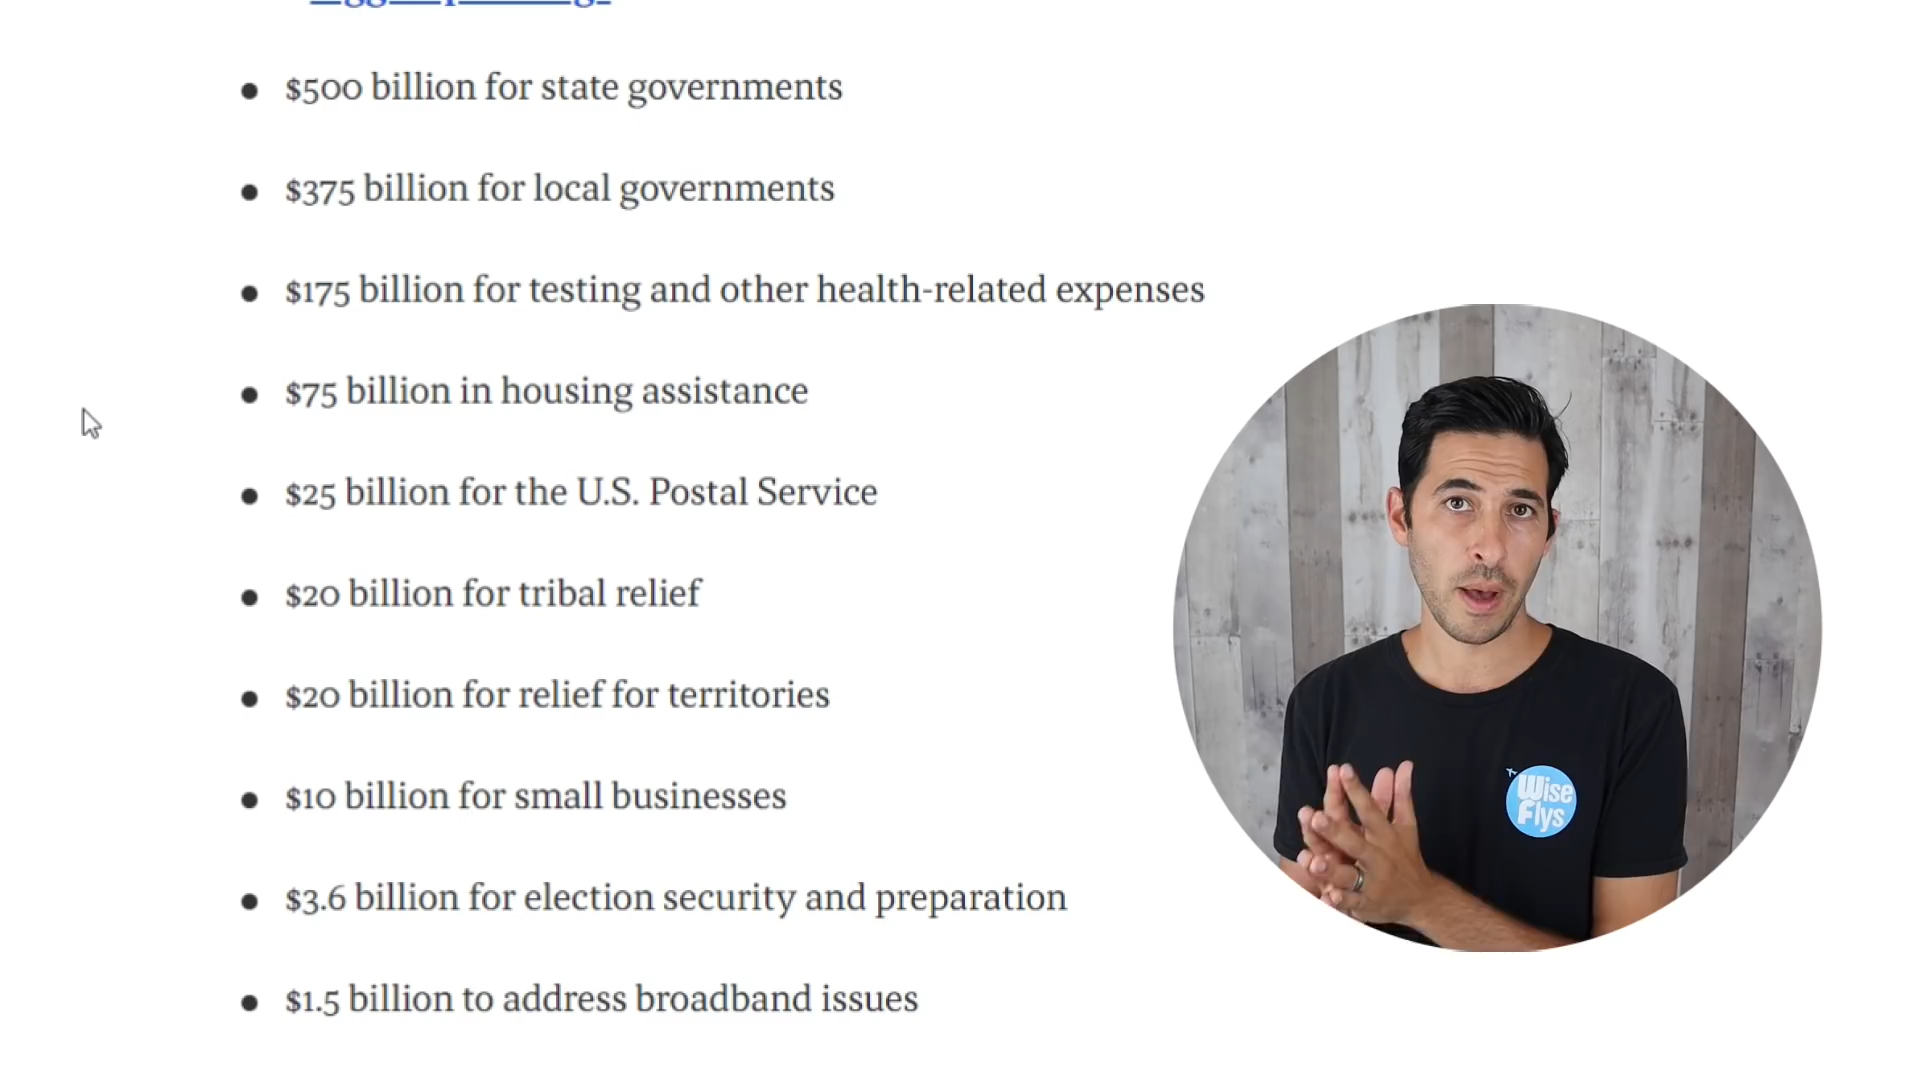 $500 billion for state governments
$375 billion for local governments
$175 billion for testing and other health-related expenses
$75 billion in housing assistance
$25 billion for the U.S. Postal Service
$20 billion for tribal relief
$20 billion for relief for territories
$10 billion for small businesses
$3.6 billion for election security and preparation
$1.5 billion to address broadband issues
Wise
Flys